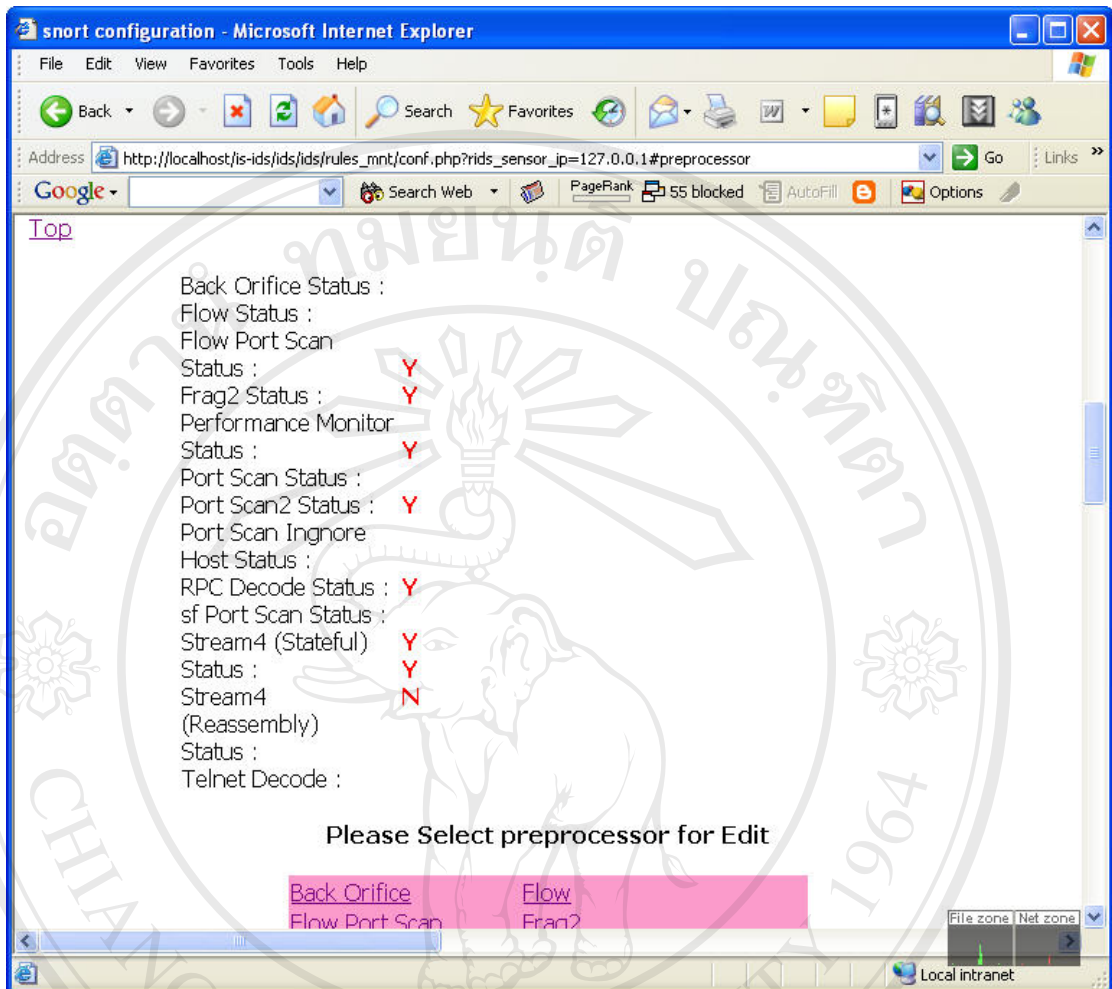 snort configuration - Microsoft Internet Explorer
File Edit View Favorites Tools Help
Back Search Favorites
Address http://localhost/is-ids/ids/ids/rules_mnt/conf.php?rids_sensor_ip=127.0.0.1#preprocessor Go Links »
Google Search Web PageRank 55 blocked AutoFill Options
Top
Back Orifice Status :
Flow Status :
Flow Port Scan
Status : Y
Frag2 Status : Y
Performance Monitor
Status : Y
Port Scan Status :
Port Scan2 Status : Y
Port Scan Ingnore
Host Status :
RPC Decode Status : Y
sf Port Scan Status :
Stream4 (Stateful) Y
Status : Y
Stream4 N
(Reassembly)
Status :
Telnet Decode :
Please Select preprocessor for Edit
Back Orifice Flow
Flow Port Scan Frag2
File zone Net zone
Local intranet
1964